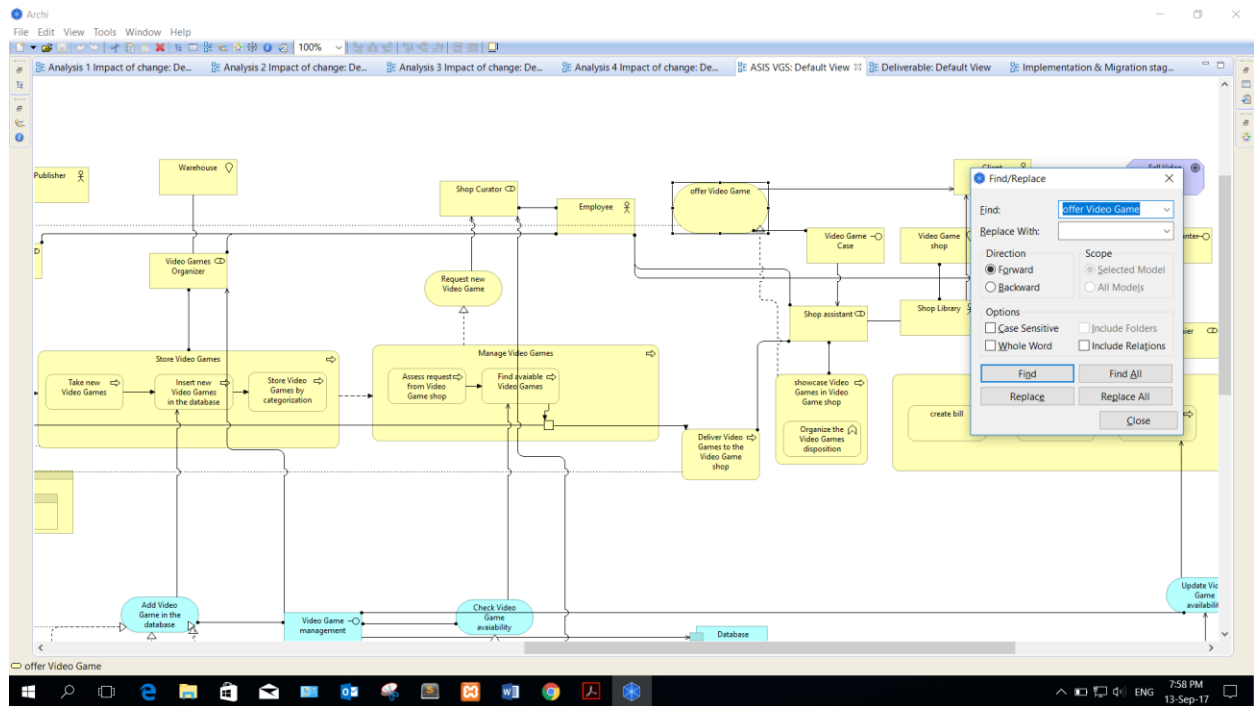 Archi
File Edit View Tools Window Help
100%
Analysis 1 Impact of change: De...
Analysis 2 Impact of change: De...
Analysis 3 Impact of change: De...
Analysis 4 Impact of change: De...
ASIS VGS: Default View
Deliverable: Default View
Implementation & Migration stag...
Publisher
Warehouse
Shop Curator
Employee
offer Video Game
Client
Video Games
Organizer
Request new
Video Game
Video Game
Case
Video Game
shop
Shop assistant
Shop Library
Store Video Games
Take new
Video Games
Insert new
Video Games
in the database
Store Video
Games by
categorization
Manage Video Games
Assess request
from Video
Game shop
Find avaiable
Video Games
Deliver Video
Games to the
Video Game
shop
showcase Video
Games in Video
Game shop
Organize the
Video Games
disposition
create bill
Find/Replace
Find:
offer Video Game
Replace With:
Direction
Forward
Backward
Scope
Selected Model
All Models
Options
Case Sensitive
Include Folders
Whole Word
Include Relations
Find
Find All
Replace
Replace All
Close
Add Video
Game in the
database
Video Game
management
Check Video
Game
avaiability
Database
Update Vid
Game
availabilit
offer Video Game
ENG
7:58 PM
13-Sep-17